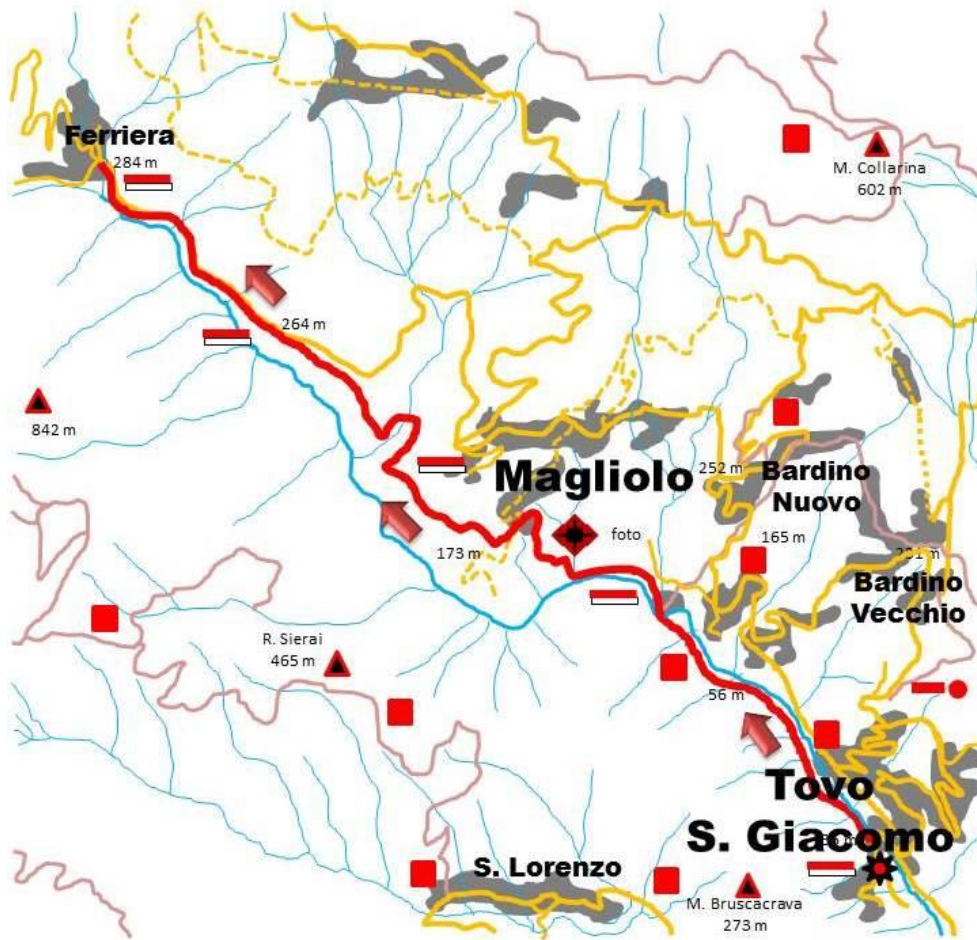 Ferriera
284 m
M. Collarina
602 m
264 m
842 m
Magliolo
252 m
Bardino
Nuovo
foto
165 m
173 m
Bardino
Vecchio
R. Sierai
465 m
56 m
Tovo
S. Giacomo
S. Lorenzo
M. Bruscacrava
273 m